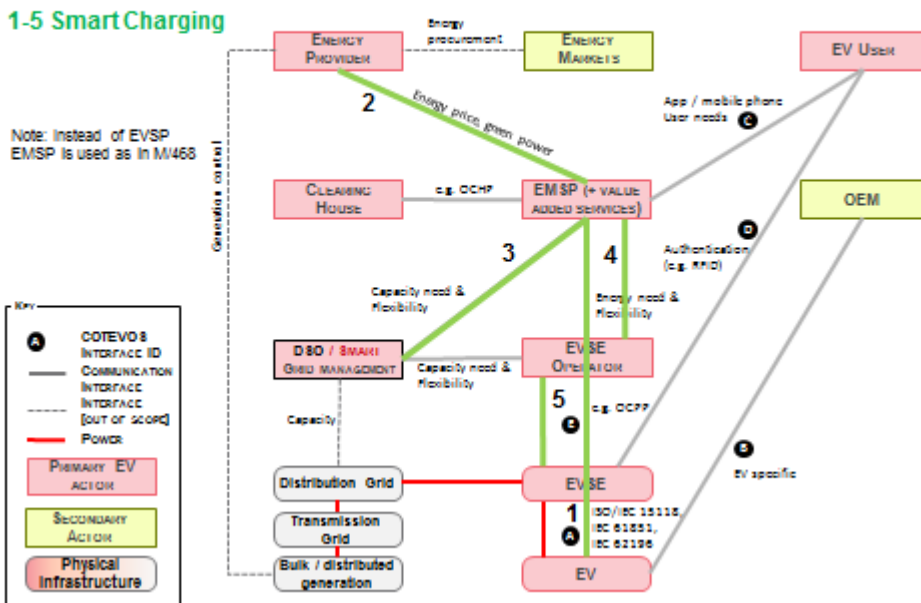 1-5 Smart Charging
Note: Instead of EVSP
EMSP is used as in M/468
ENERGY
PROVIDER
Energy
procurement
ENERGY
MARKETS
EV USER
2
Energy price, green power
App / mobile phone
User needs
C
Generation control
CLEARING
HOUSE
e.g. OCHP
EMSP (+ VALUE
ADDED SERVICES)
OEM
3
4
D
Authentication
(e.g. RFID)
Capacity need &
Flexibility
Energy need &
Flexibility
DSO / SMART
GRID MANAGEMENT
Capacity need &
Flexibility
EVSE
OPERATOR
Capacity
5
E
e.g. OCPP
B
EV specific
Distribution Grid
EVSE
Transmission
Grid
1
A
ISO/IEC 15118,
IEC 61851,
IEC 62196
Bulk / distributed
generation
EV
KEY
A
COTEVOS
INTERFACE ID
COMMUNICATION
INTERFACE
INTERFACE
[OUT OF SCOPE]
POWER
PRIMARY EV
ACTOR
SECONDARY
ACTOR
Physical
Infrastructure